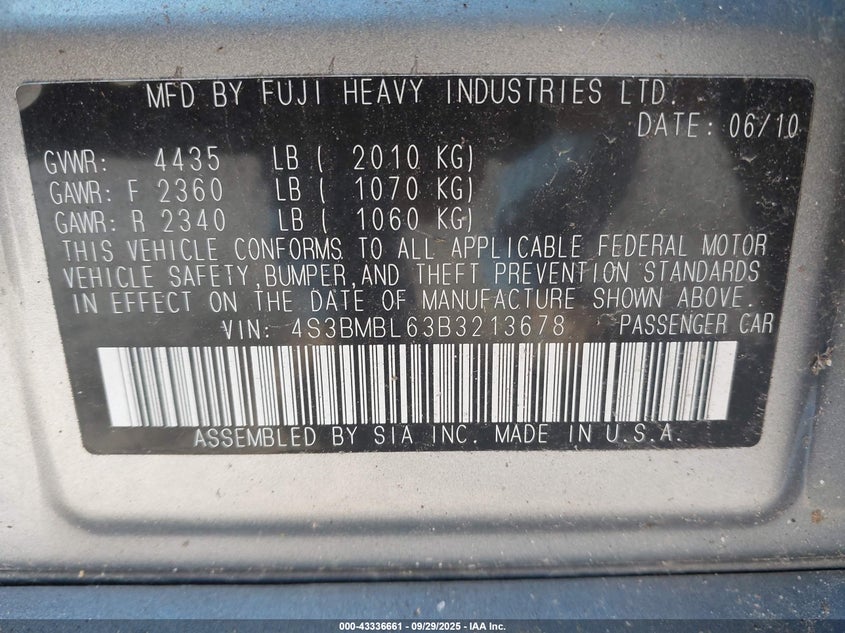 MFD BY FUJI HEAVY INDUSTRIES LTD.
DATE: 06/10
GVWR: 4435 LB ( 2010 KG)
GAWR: F 2360 LB ( 1070 KG)
GAWR: R 2340 LB ( 1060 KG)
THIS VEHICLE CONFORMS TO ALL APPLICABLE FEDERAL MOTOR
VEHICLE SAFETY,BUMPER,AND THEFT PREVENTION STANDARDS
IN EFFECT ON THE DATE OF MANUFACTURE SHOWN ABOVE.
VIN: 4S3BMBL63B3213678 PASSENGER CAR
ASSEMBLED BY SIA INC. MADE IN U.S.A.
000-43336661 - 09/29/2025 - IAA Inc.